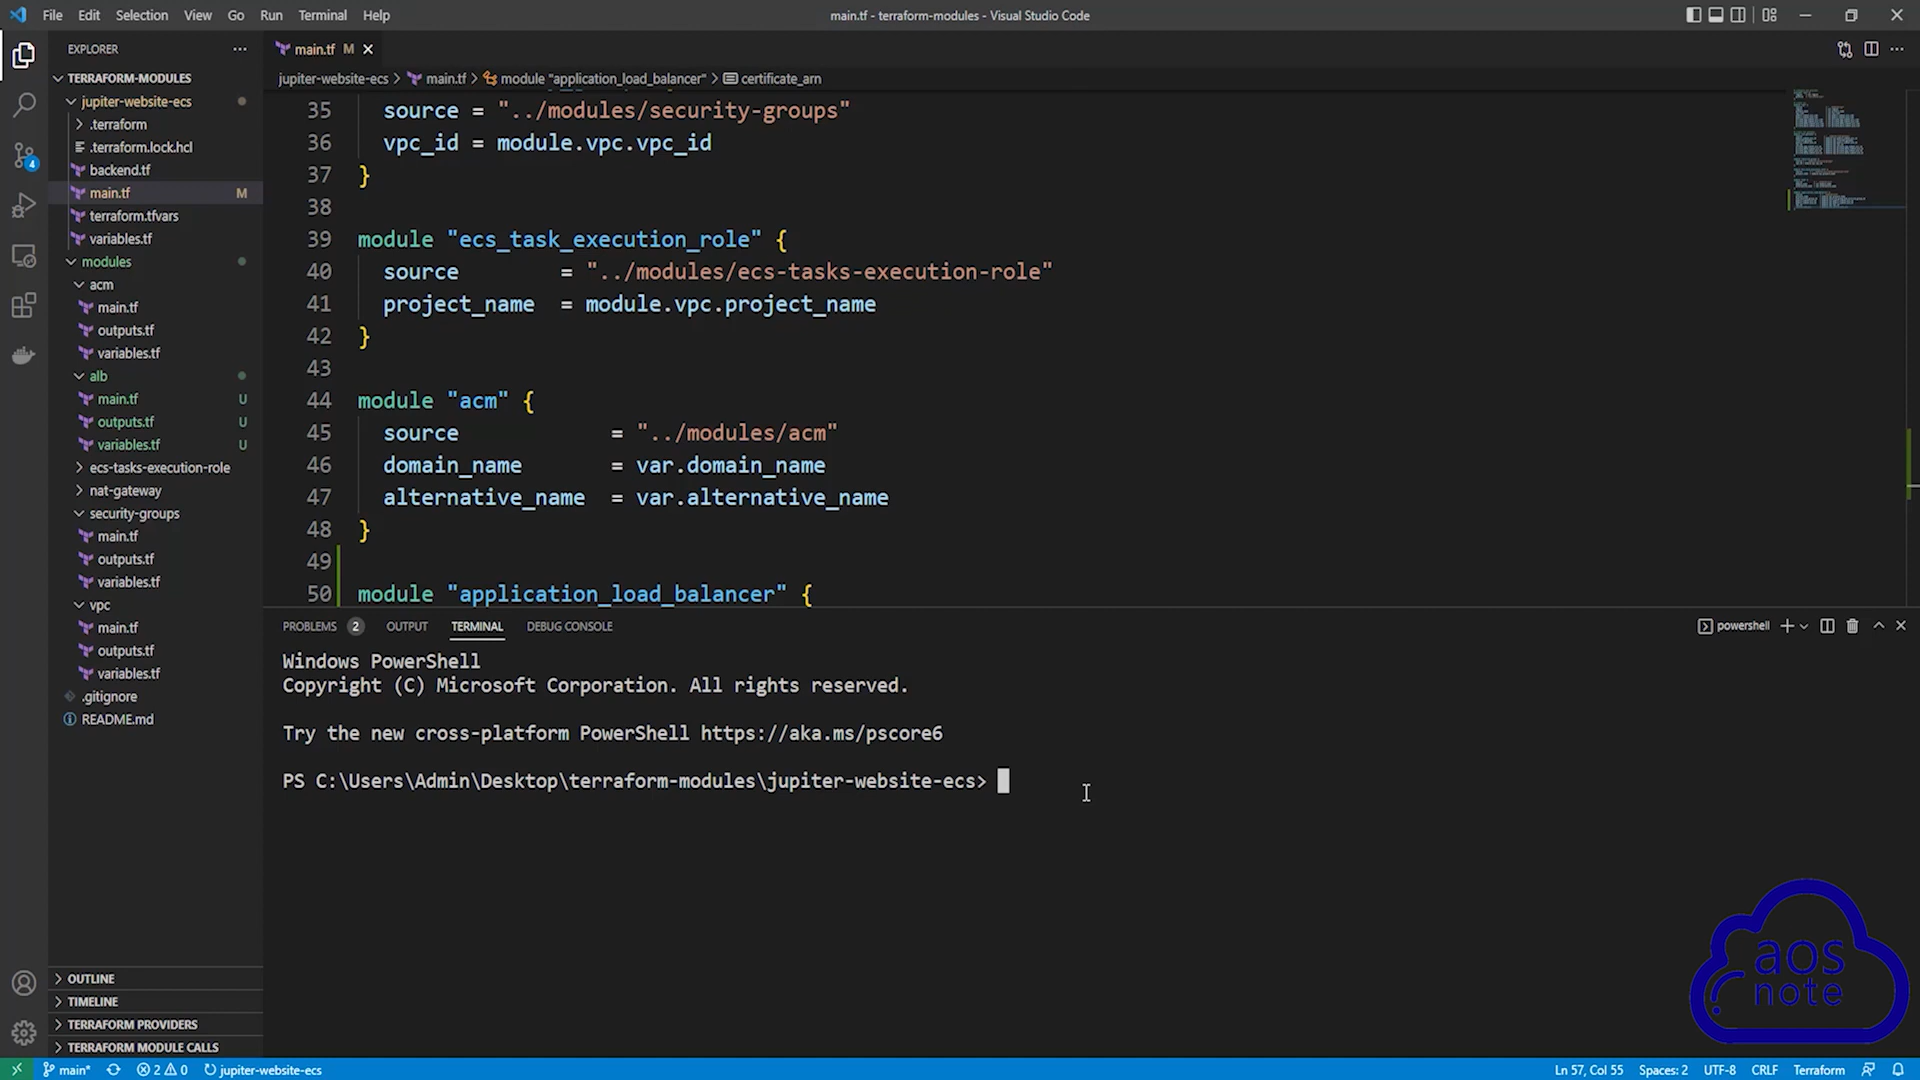 File Edit Selection View Go Run Terminal Help
main.tf - terraform-modules - Visual Studio Code
EXPLORER
TERRAFORM-MODULES
jupiter-website-ecs
.terraform
.terraform.lock.hcl
backend.tf
main.tf M
terraform.tfvars
variables.tf
modules
acm
main.tf
outputs.tf
variables.tf
alb
main.tf U
outputs.tf U
variables.tf U
ecs-tasks-execution-role
nat-gateway
security-groups
main.tf
outputs.tf
variables.tf
vpc
main.tf
outputs.tf
variables.tf
.gitignore
README.md
OUTLINE
TIMELINE
TERRAFORM PROVIDERS
TERRAFORM MODULE CALLS
4
main.tf M
jupiter-website-ecs > main.tf > module "application_load_balancer" > certificate_arn
35 source = "../modules/security-groups"
36 vpc_id = module.vpc.vpc_id
37 }
38
39 module "ecs_task_execution_role" {
40 source = "../modules/ecs-tasks-execution-role"
41 project_name = module.vpc.project_name
42 }
43
44 module "acm" {
45 source = "../modules/acm"
46 domain_name = var.domain_name
47 alternative_name = var.alternative_name
48 }
49
50 module "application_load_balancer" {
PROBLEMS 2 OUTPUT TERMINAL DEBUG CONSOLE
powershell
Windows PowerShell
Copyright (C) Microsoft Corporation. All rights reserved.
Try the new cross-platform PowerShell https://aka.ms/pscore6
PS C:\Users\Admin\Desktop\terraform-modules\jupiter-website-ecs>
aos
note
main* 2 0 jupiter-website-ecs
Ln 57, Col 55 Spaces: 2 UTF-8 CRLF Terraform